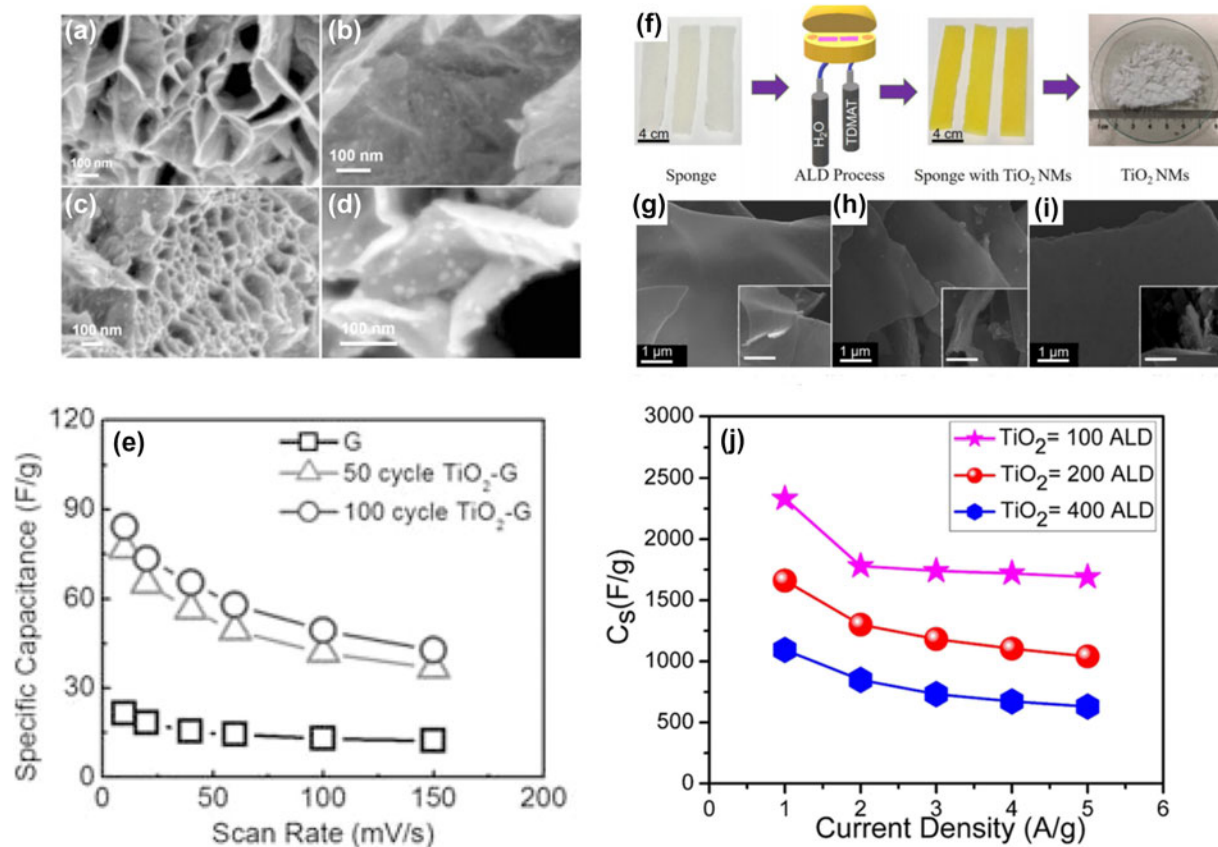 (a)
100 nm
(b)
100 nm
(c)
100 nm
(d)
100 nm
(e)
120
90
60
30
0
0 50 100 150 200
Specific Capacitance (F/g)
Scan Rate (mV/s)
G
50 cycle TiO₂-G
100 cycle TiO₂-G
(f)
4 cm
H₂O
TDMAT
4 cm
Sponge
ALD Process
Sponge with TiO₂ NMs
TiO₂ NMs
(g)
1 μm
(h)
1 μm
(i)
1 μm
(j)
3000
2500
2000
1500
1000
500
0
0 1 2 3 4 5 6
Cs(F/g)
Current Density (A/g)
TiO₂= 100 ALD
TiO₂= 200 ALD
TiO₂= 400 ALD